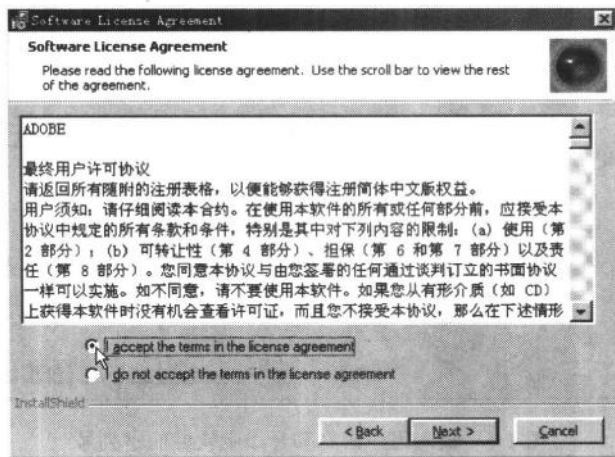 Software License Agreement
Software License Agreement
Please read the following license agreement. Use the scroll bar to view the rest
of the agreement.
ADOBE
最终用户许可协议
请返回所有随附的注册表格，以便能够获得注册简体中文版权益。
用户须知：请仔细阅读本合约。在使用本软件的所有或任何部分前，应接受本
协议中规定的所有条款和条件，特别是其中对下列内容的限制：(a) 使用（第
2 部分）；(b) 可转让性（第 4 部分）、担保（第 6 和第 7 部分）以及责
任（第 8 部分）。您同意本协议与由您签署的任何通过谈判订立的书面协议
一样可以实施。如不同意，请不要使用本软件。如果您从有形介质（如 CD）
上获得本软件时没有机会查看许可证，而且您不接受本协议，那么在下述情形
I accept the terms in the license agreement
I do not accept the terms in the license agreement
InstallShield
< Back Next > Cancel